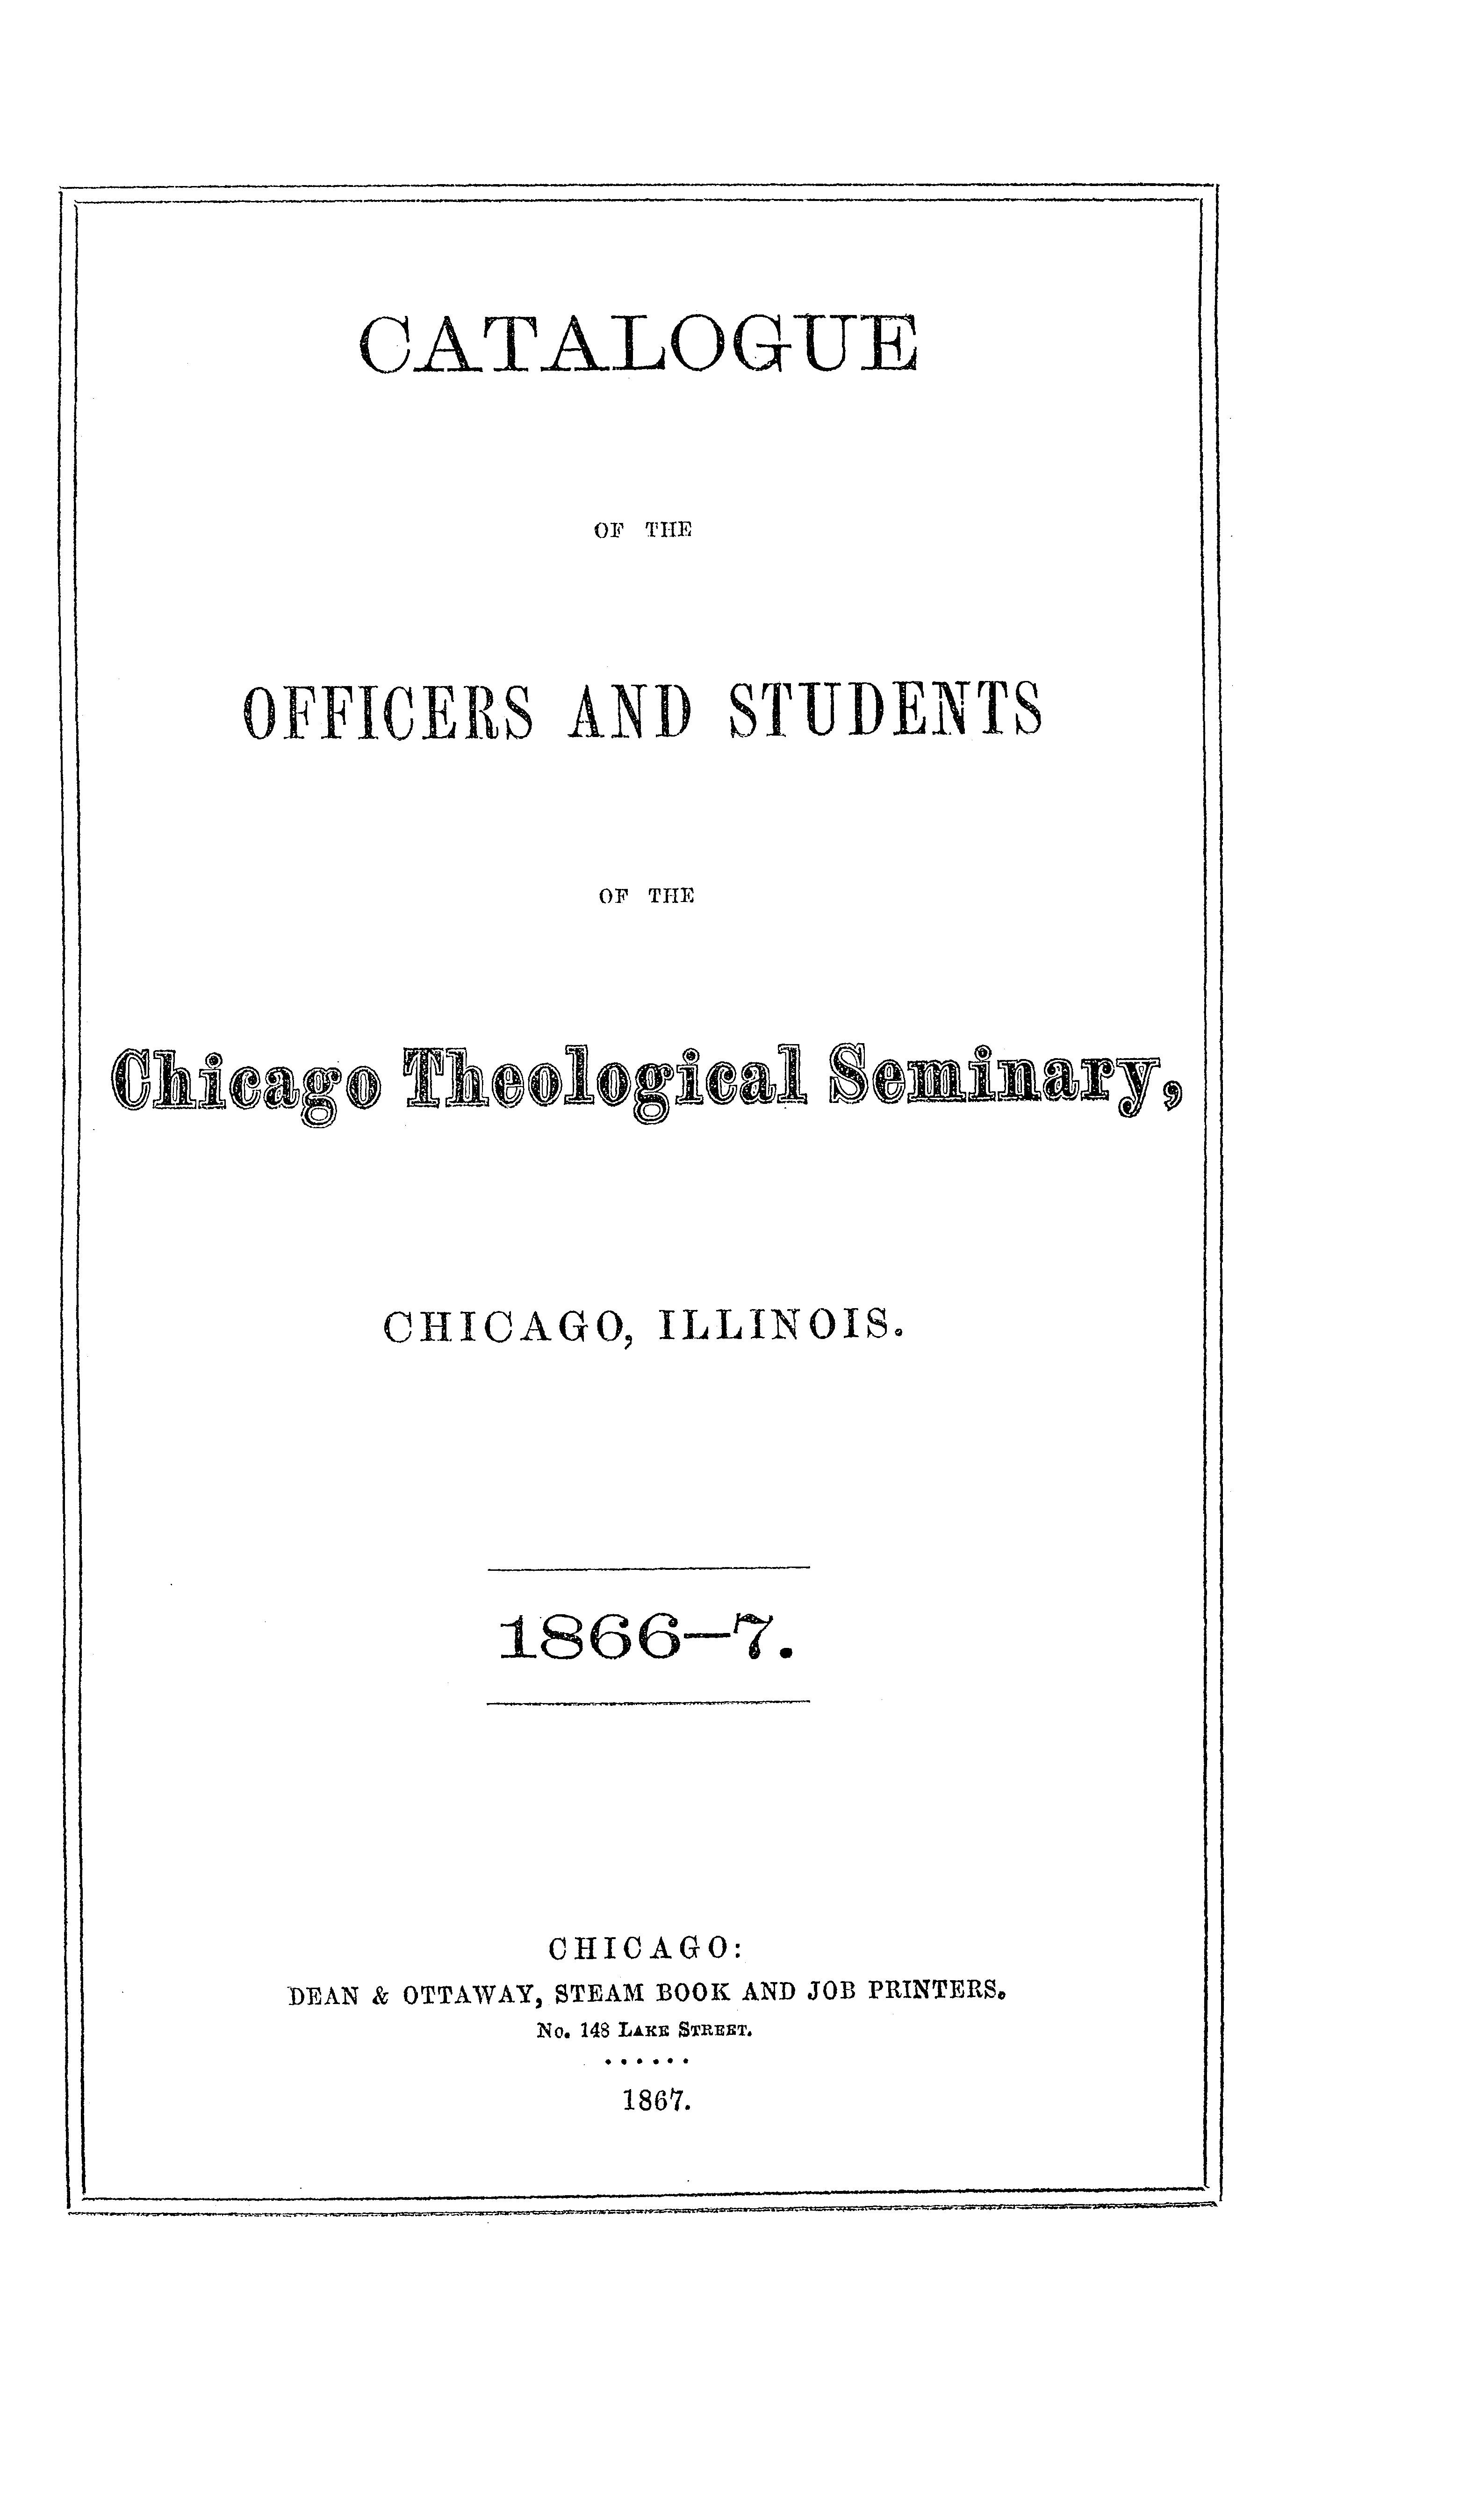 CATALOGUE
OF THE
OFFICERS AND STUDENTS
OF THE
Chicago Theological Seminary,
CHICAGO, ILLINOIS.
1866–7.
CHICAGO:
DEAN & OTTAWAY, STEAM BOOK AND JOB PRINTERS.
No. 148 LAKE STREET.
......
1867.